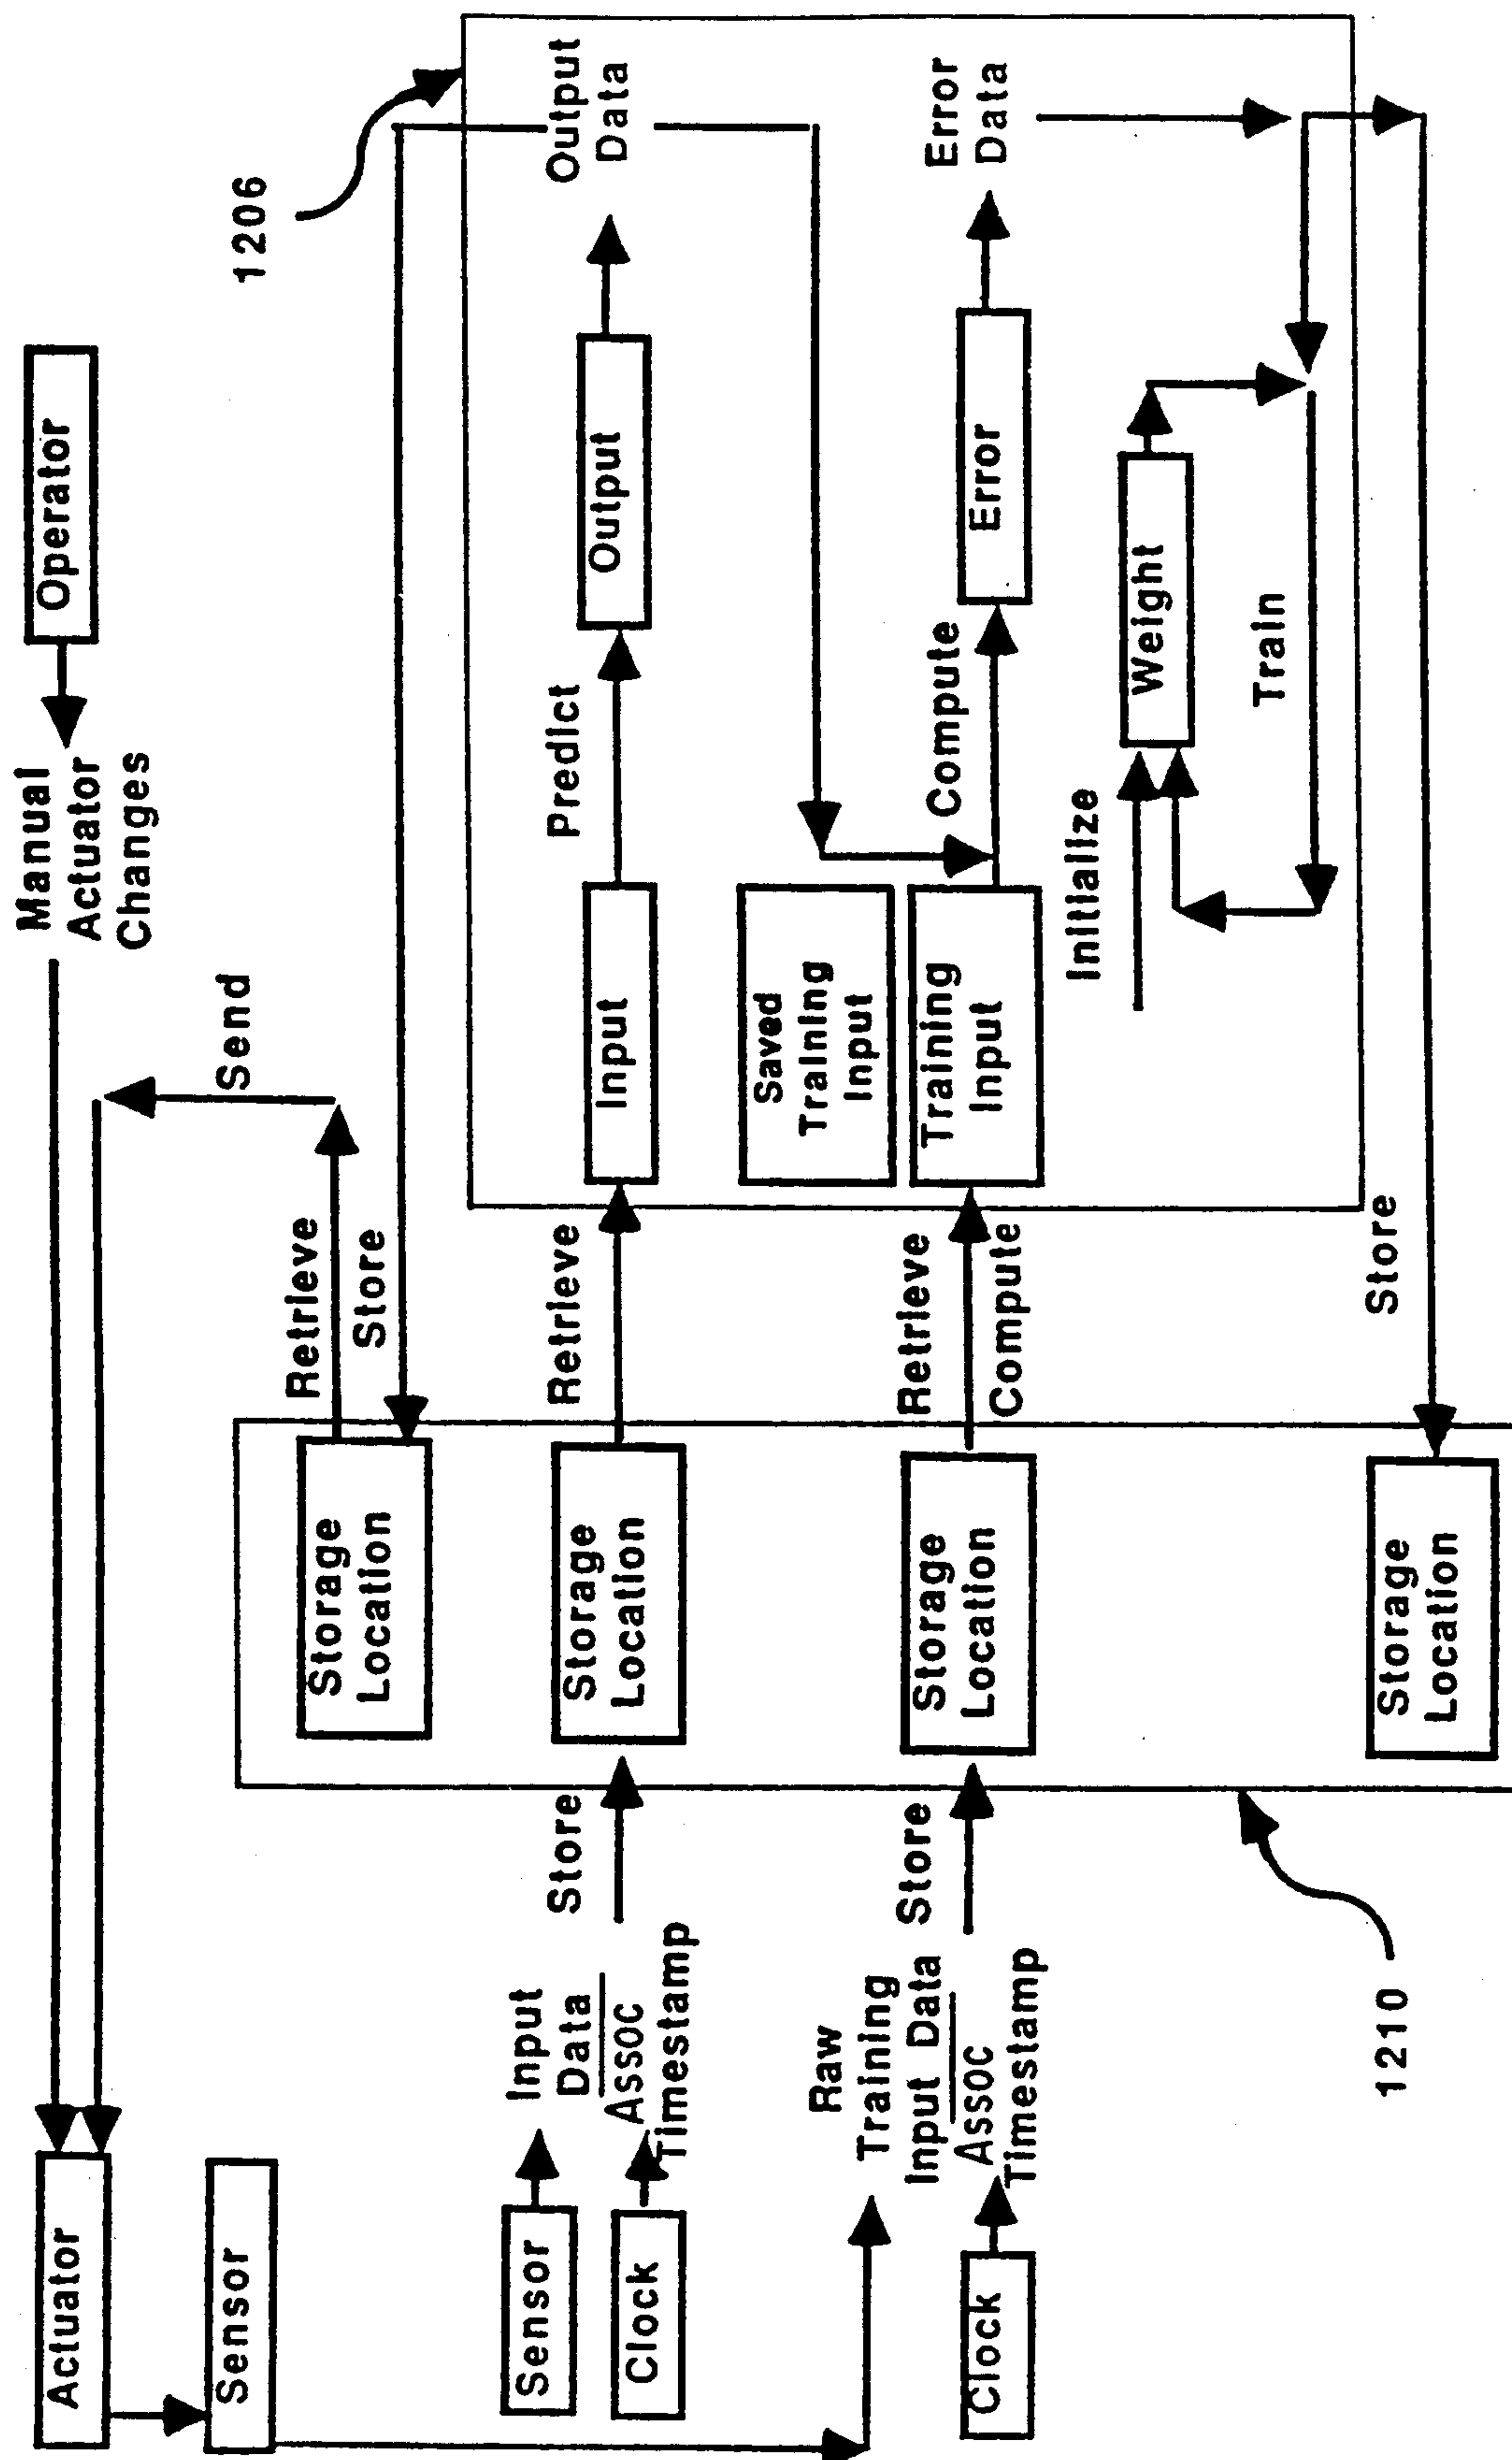 Actuator
Sensor
Manual
Actuator
Changes
Operator
Send
1206
Retrieve
Store
Storage
Location
Sensor
Clock
Input
Data
Assoc
Timestamp
Store
Storage
Location
Retrieve
Input
Predict
Output
Output
Data
Saved
Training
Input
Clock
Raw
Training
Input Data
Assoc
Timestamp
Store
Storage
Location
Retrieve
Compute
Training
Input
Compute
Error
Error
Data
Initialize
Weight
Train
1210
Storage
Location
Store